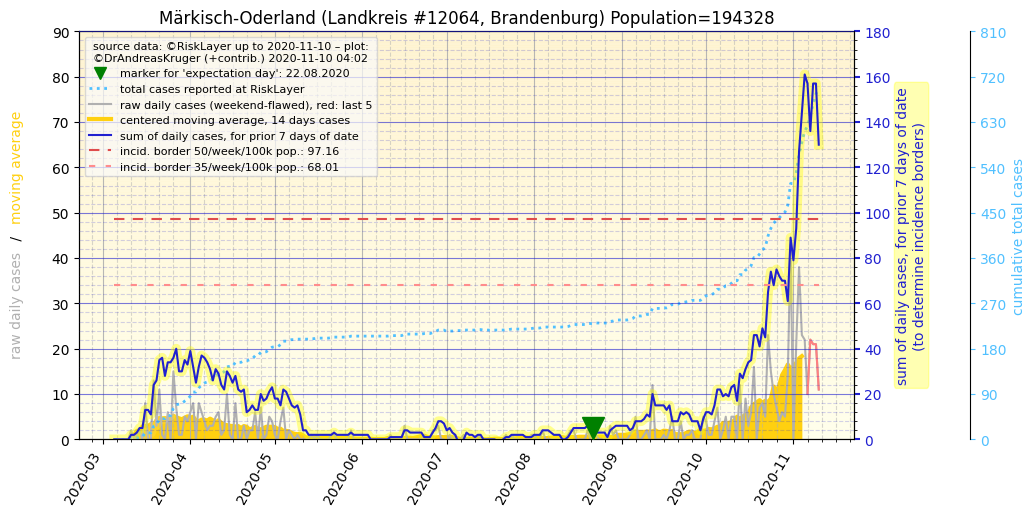 Märkisch-Oderland (Landkreis #12064, Brandenburg) Population=194328
source data: ©RiskLayer up to 2020-11-10 – plot:
©DrAndreasKruger (+contrib.) 2020-11-10 04:02
marker for 'expectation day': 22.08.2020
total cases reported at RiskLayer
raw daily cases (weekend-flawed), red: last 5
centered moving average, 14 days cases
sum of daily cases, for prior 7 days of date
incid. border 50/week/100k pop.: 97.16
incid. border 35/week/100k pop.: 68.01
raw daily cases / moving average
90
80
70
60
50
40
30
20
10
0
2020-03
2020-04
2020-05
2020-06
2020-07
2020-08
2020-09
2020-10
2020-11
180
160
140
120
100
80
60
40
20
0
sum of daily cases, for prior 7 days of date
(to determine incidence borders)
810
720
630
540
450
360
270
180
90
0
cumulative total cases